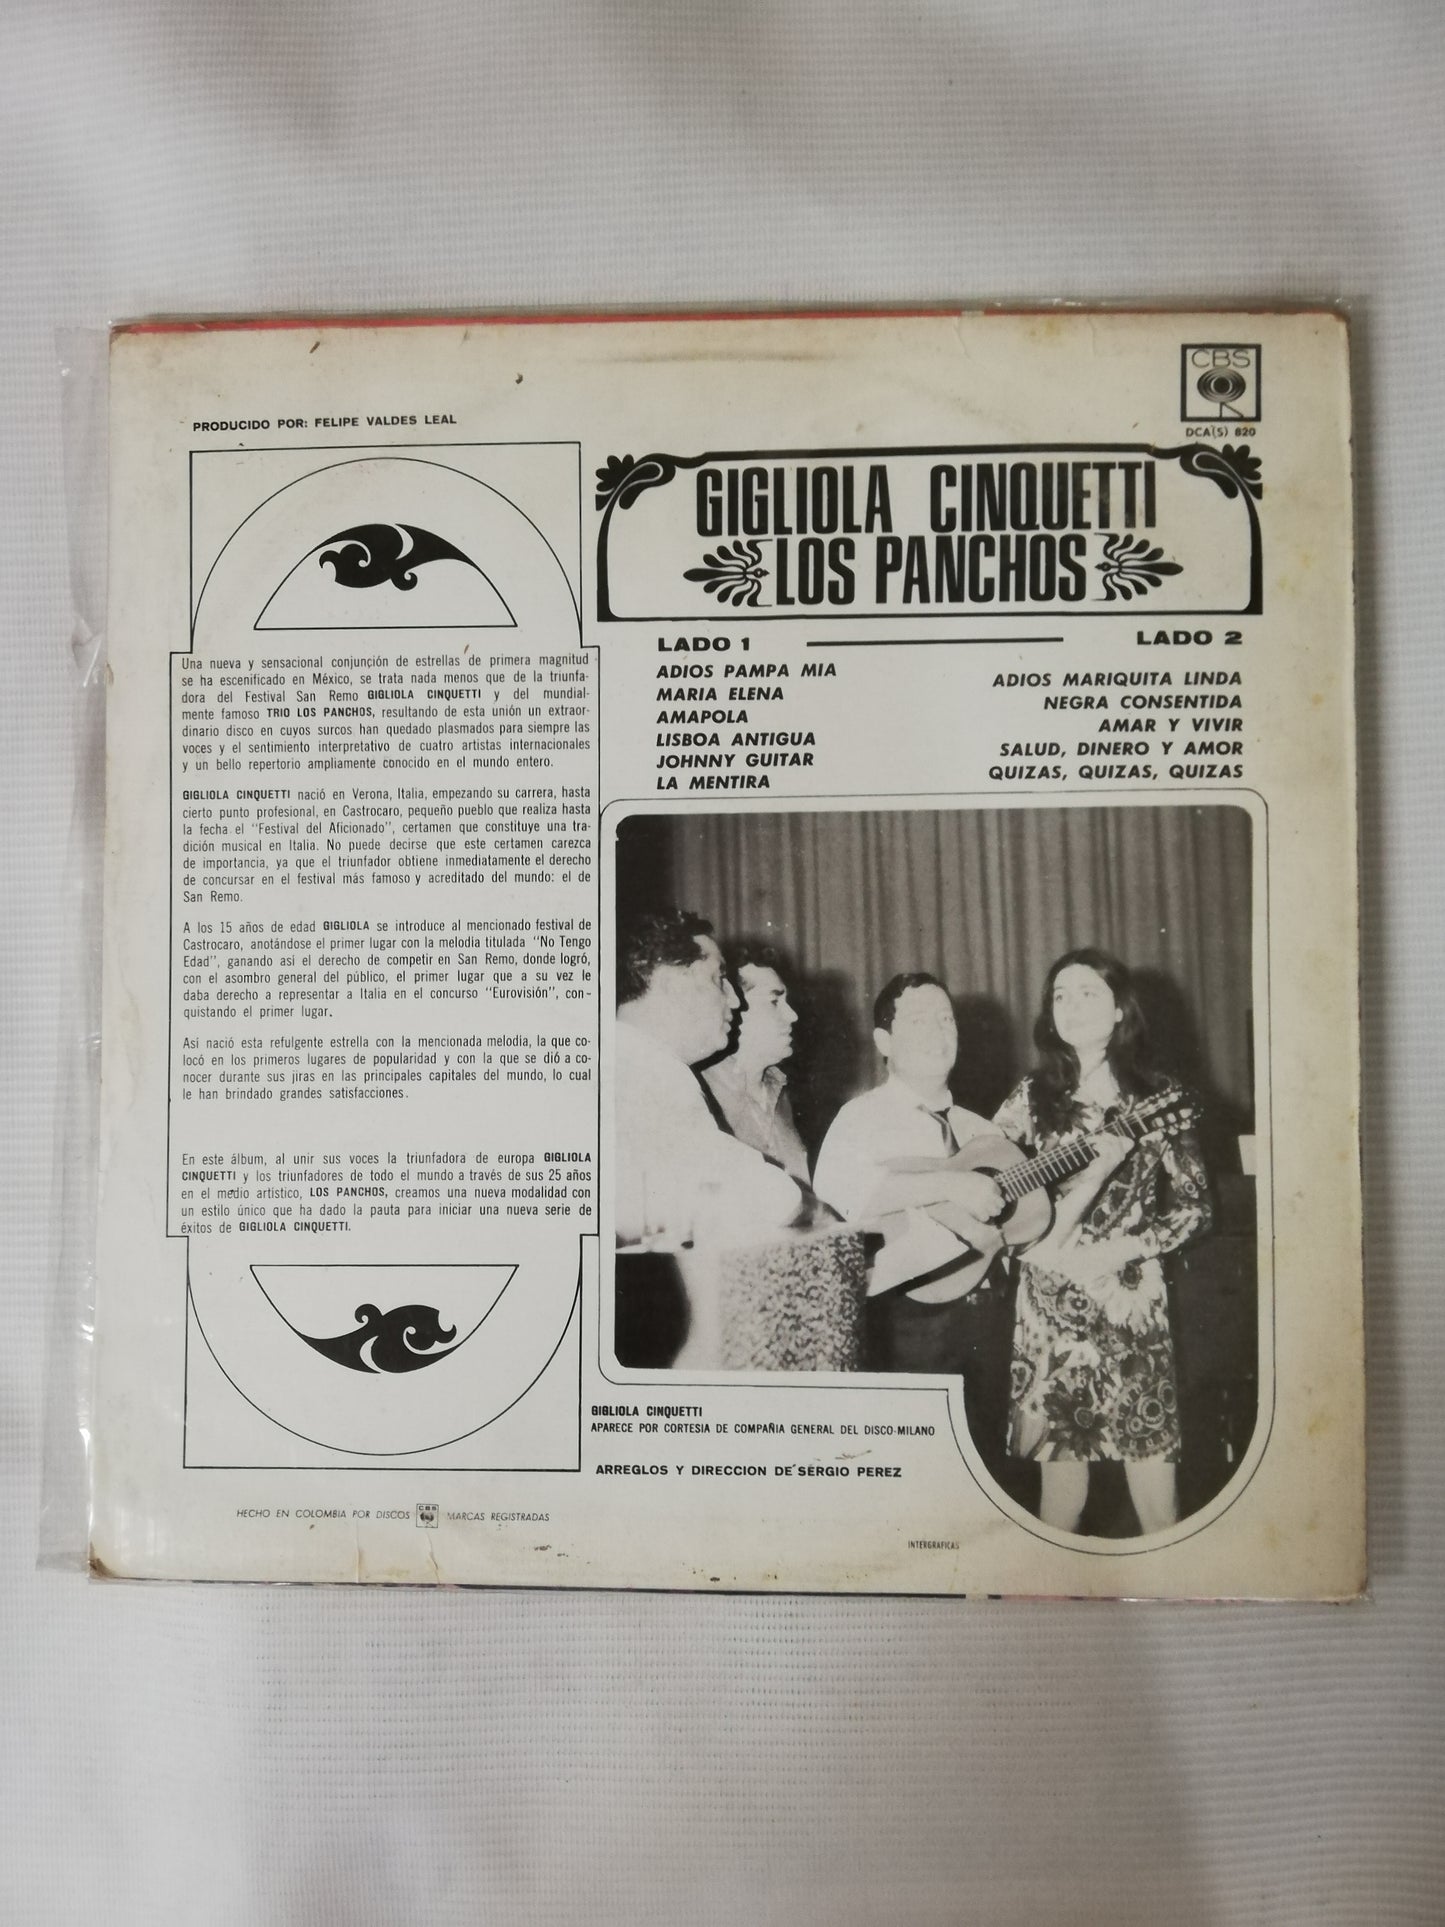 CBS
DCA(S) 820
PRODUCIDO POR: FELIPE VALDES LEAL
GIGLIOLA CINQUETTI
LOS PANCHOS
LADO 1
ADIOS PAMPA MIA
MARIA ELENA
AMAPOLA
LISBOA ANTIGUA
JOHNNY GUITAR
LA MENTIRA
LADO 2
ADIOS MARIQUITA LINDA
NEGRA CONSENTIDA
AMAR Y VIVIR
SALUD, DINERO Y AMOR
QUIZAS, QUIZAS, QUIZAS
Una nueva y sensacional conjunción de estrellas de primera magnitud
se ha escenificado en México, se trata nada menos que de la triunfa-
dora del Festival San Remo GIGLIOLA CINQUETTI y del mundial-
mente famoso TRIO LOS PANCHOS, resultando de esta unión un extraor-
dinario disco en cuyos surcos han quedado plasmados para siempre las
voces y el sentimiento interpretativo de cuatro artistas internacionales
y un bello repertorio ampliamente conocido en el mundo entero.
GIGLIOLA CINQUETTI nació en Verona, Italia, empezando su carrera, hasta
cierto punto profesional, en Castrocaro, pequeño pueblo que realiza hasta
la fecha el "Festival del Aficionado", certamen que constituye una tra-
dición musical en Italia. No puede decirse que este certamen carezca
de importancia, ya que el triunfador obtiene inmediatamente el derecho
de concursar en el festival más famoso y acreditado del mundo: el de
San Remo.
A los 15 años de edad GIGLIOLA se introduce al mencionado festival de
Castrocaro, anotándose el primer lugar con la melodia titulada "No Tengo
Edad", ganando asi el derecho de competir en San Remo, donde logró,
con el asombro general del público, el primer lugar que a su vez le
daba derecho a representar a Italia en el concurso "Eurovisión", con-
quistando el primer lugar.
Asi nació esta refulgente estrella con la mencionada melodia, la que co-
locó en los primeros lugares de popularidad y con la que se dió a co-
nocer durante sus jiras en las principales capitales del mundo, lo cual
le han brindado grandes satisfacciones.
En este álbum, al unir sus voces la triunfadora de europa GIGLIOLA
CINQUETTI y los triunfadores de todo el mundo a través de sus 25 años
en el medio artistico, LOS PANCHOS, creamos una nueva modalidad con
un estilo único que ha dado la pauta para iniciar una nueva serie de
éxitos de GIGLIOLA CINQUETTI.
GIGLIOLA CINQUETTI
APARECE POR CORTESIA DE COMPAÑIA GENERAL DEL DISCO-MILANO
ARREGLOS Y DIRECCION DE SERGIO PEREZ
HECHO EN COLOMBIA POR DISCOS CBS MARCAS REGISTRADAS
INTERGRAFICAS